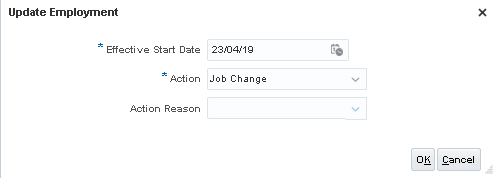 Update Employment
* Effective Start Date 23/04/19
* Action Job Change
Action Reason
OK Cancel